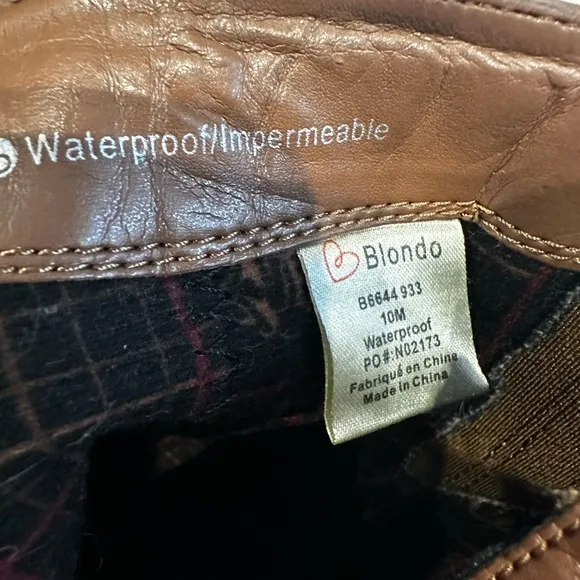 Waterproof/Impermeable
Blondo
B6644 933
10M
Waterproof
PO#:N02173
Fabriqué en Chine
Made in China